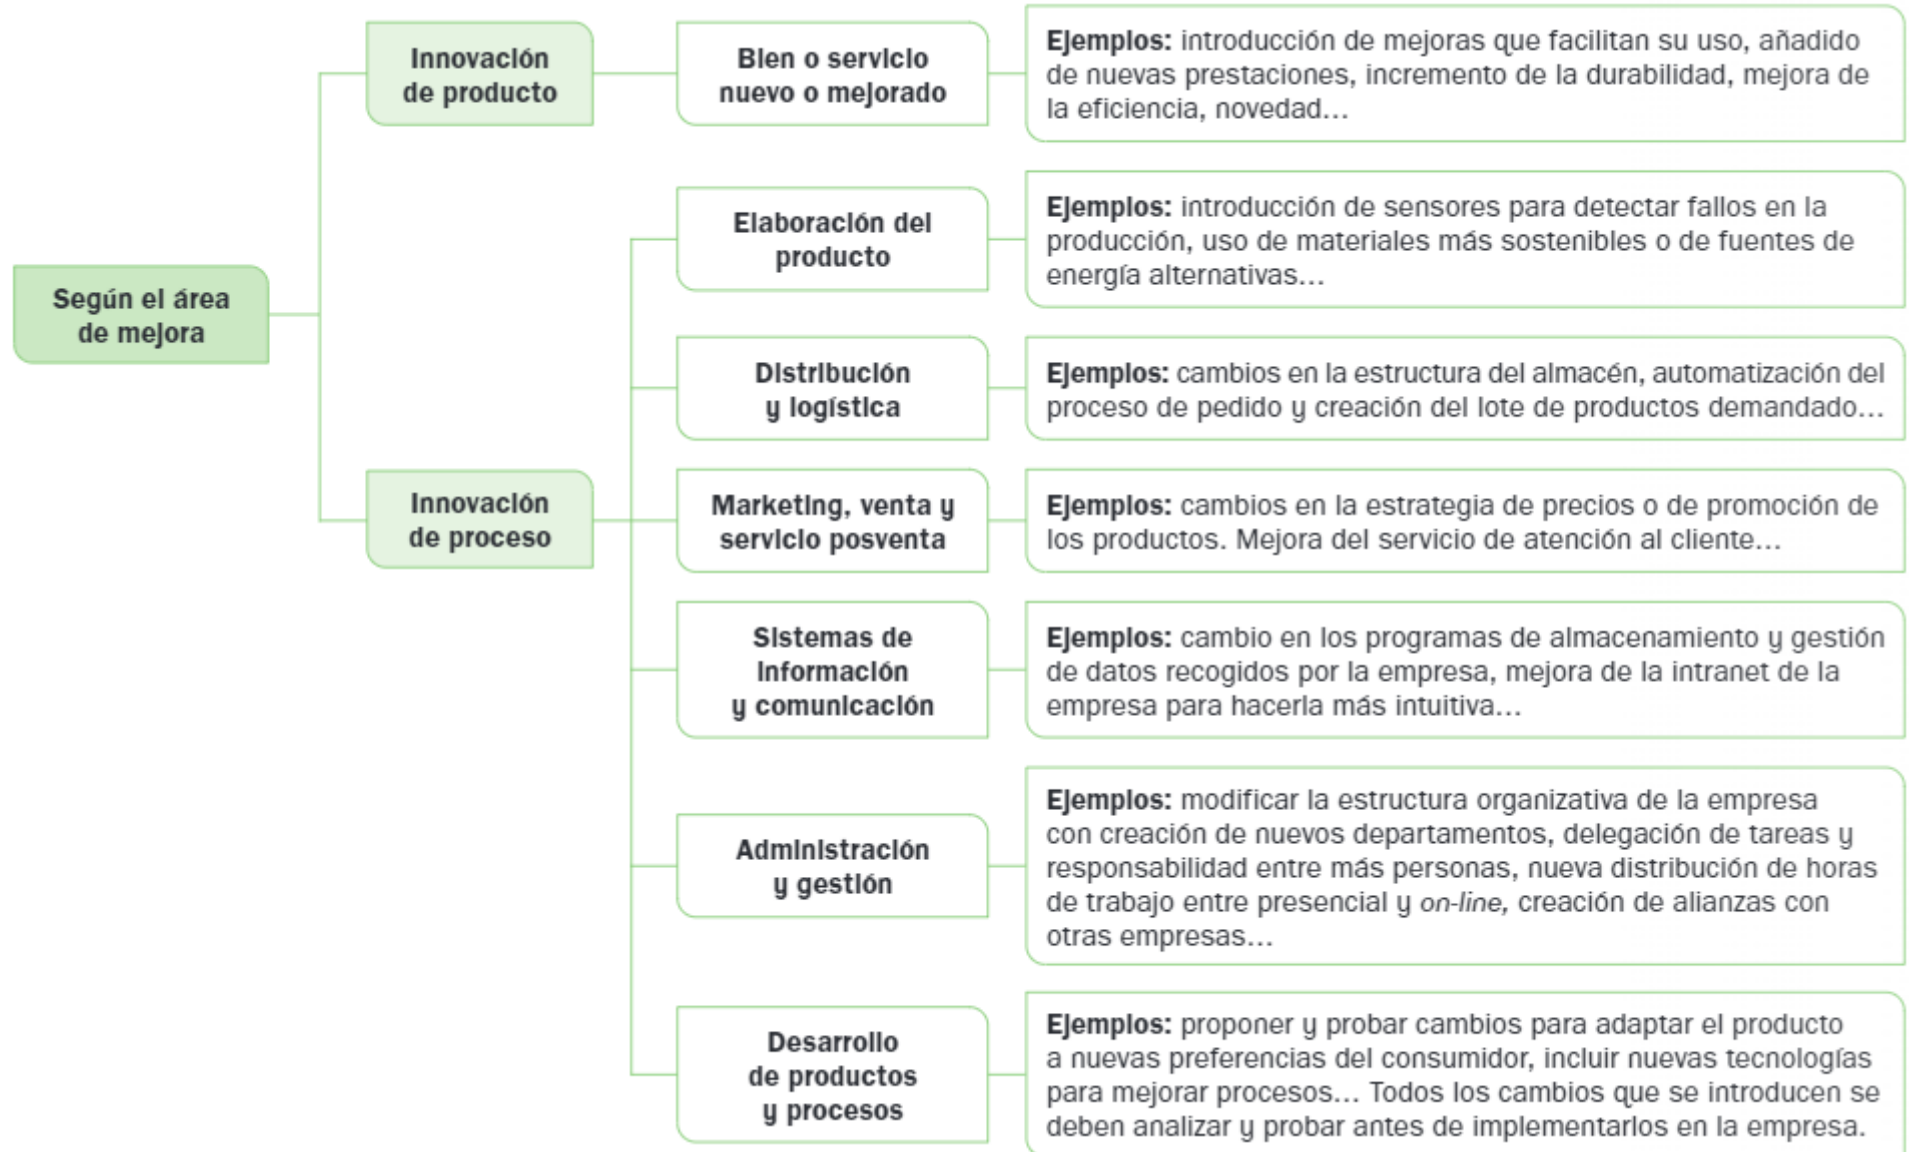 Innovación
de producto
Bien o servicio
nuevo o mejorado
Ejemplos: introducción de mejoras que facilitan su uso, añadido
de nuevas prestaciones, incremento de la durabilidad, mejora de
la eficiencia, novedad...
Según el área
de mejora
Innovación
de proceso
Elaboración del
producto
Ejemplos: introducción de sensores para detectar fallos en la
producción, uso de materiales más sostenibles o de fuentes de
energía alternativas...
Distribución
y logística
Ejemplos: cambios en la estructura del almacén, automatización del
proceso de pedido y creación del lote de productos demandado...
Marketing, venta y
servicio posventa
Ejemplos: cambios en la estrategia de precios o de promoción de
los productos. Mejora del servicio de atención al cliente...
Sistemas de
información
y comunicación
Ejemplos: cambio en los programas de almacenamiento y gestión
de datos recogidos por la empresa, mejora de la intranet de la
empresa para hacerla más intuitiva...
Administración
y gestión
Ejemplos: modificar la estructura organizativa de la empresa
con creación de nuevos departamentos, delegación de tareas y
responsabilidad entre más personas, nueva distribución de horas
de trabajo entre presencial y on-line, creación de alianzas con
otras empresas...
Desarrollo
de productos
y procesos
Ejemplos: proponer y probar cambios para adaptar el producto
a nuevas preferencias del consumidor, incluir nuevas tecnologías
para mejorar procesos... Todos los cambios que se introducen se
deben analizar y probar antes de implementarlos en la empresa.